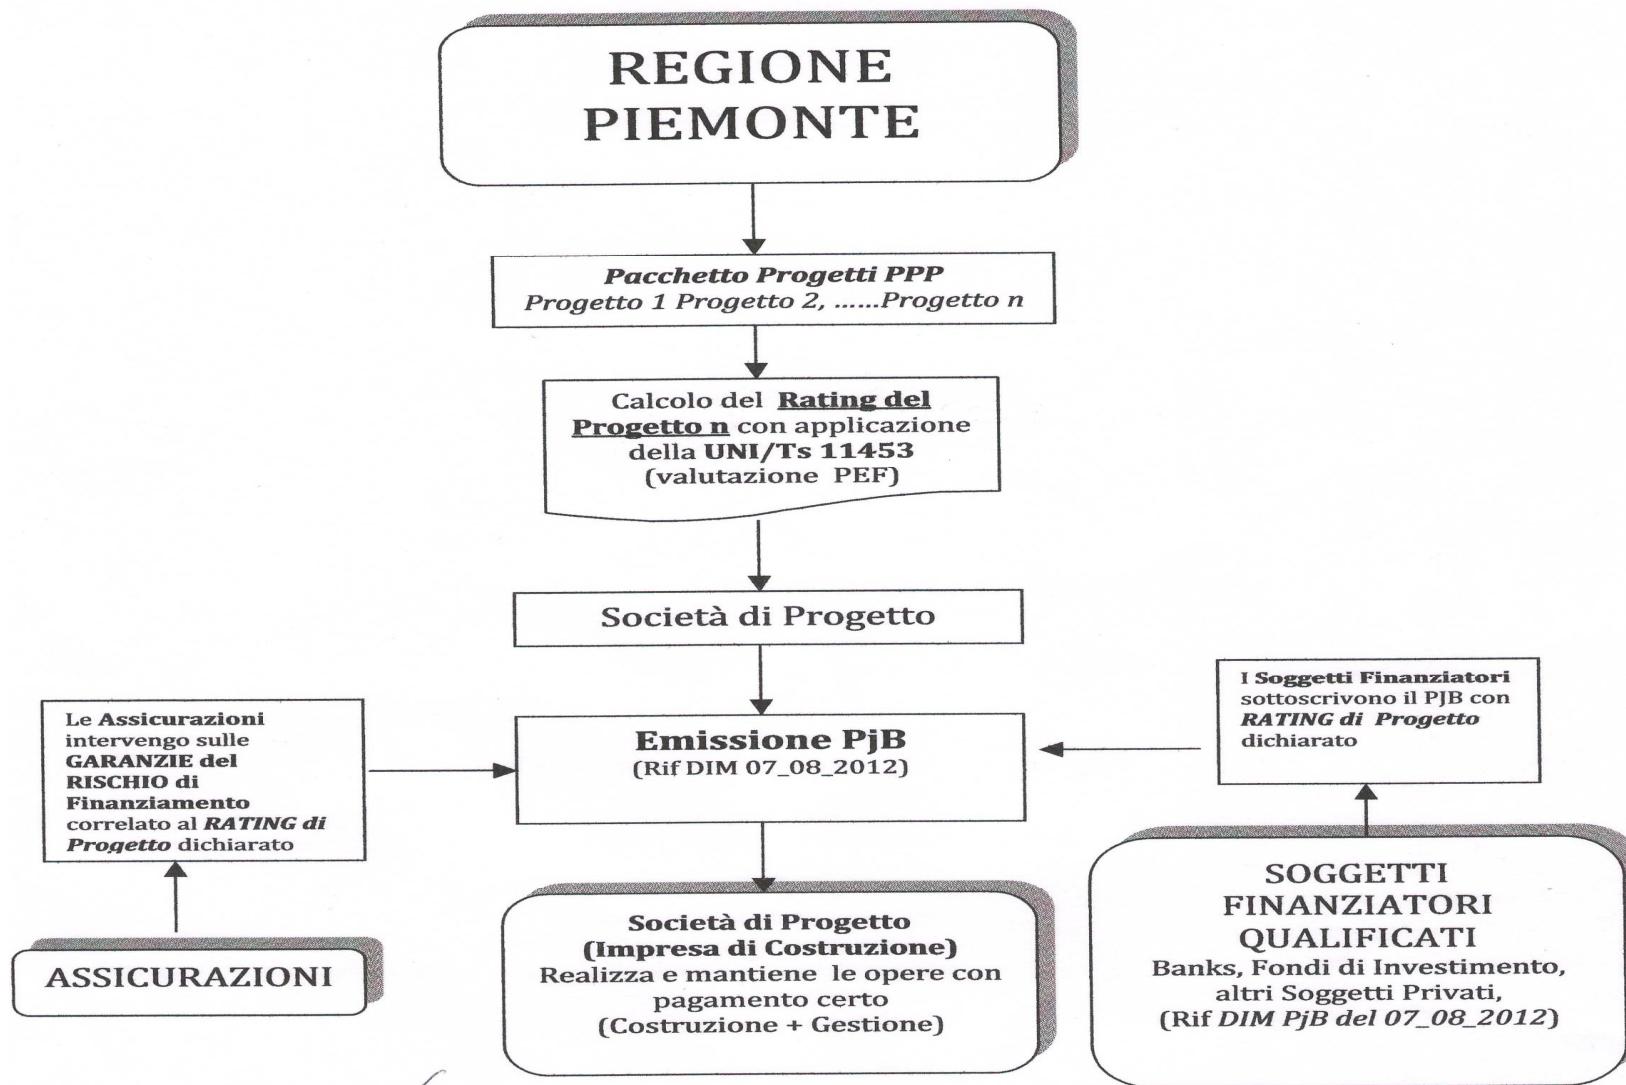 REGIONE
PIEMONTE
Pacchetto Progetti PPP
Progetto 1 Progetto 2, ......Progetto n
Calcolo del Rating del
Progetto n con applicazione
della UNI/Ts 11453
(valutazione PEF)
Società di Progetto
Le Assicurazioni
intervengo sulle
GARANZIE del
RISCHIO di
Finanziamento
correlato al RATING di
Progetto dichiarato
Emissione PjB
(Rif DIM 07_08_2012)
I Soggetti Finanziatori
sottoscrivono il PJB con
RATING di Progetto
dichiarato
ASSICURAZIONI
Società di Progetto
(Impresa di Costruzione)
Realizza e mantiene le opere con
pagamento certo
(Costruzione + Gestione)
SOGGETTI
FINANZIATORI
QUALIFICATI
Banks, Fondi di Investimento,
altri Soggetti Privati,
(Rif DIM PjB del 07_08_2012)